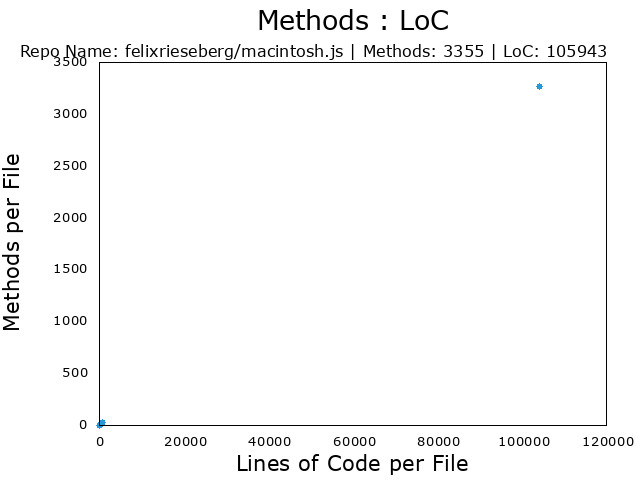 Methods : LoC
Repo Name: felixrieseberg/macintosh.js | Methods: 3355 | LoC: 105943
Methods per File
3500
3000
2500
2000
1500
1000
500
0
0 20000 40000 60000 80000 100000 120000
Lines of Code per File